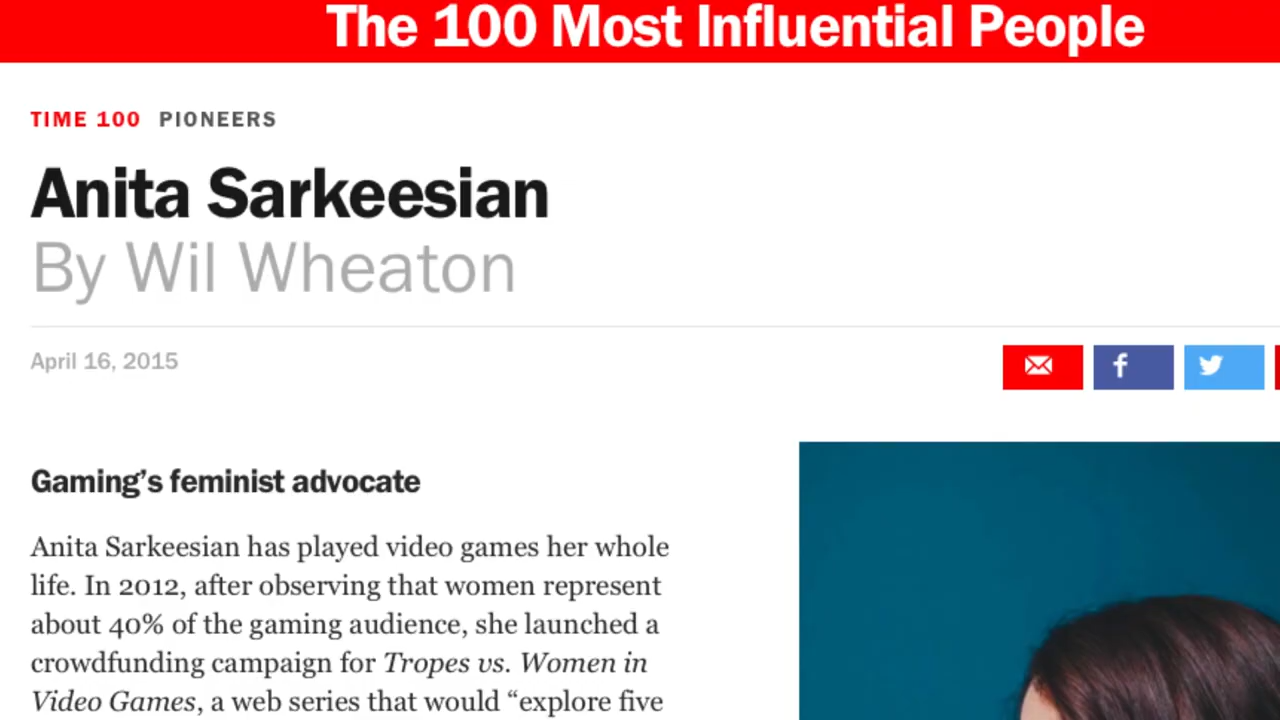 The 100 Most Influential People
TIME 100 PIONEERS
Anita Sarkeesian
By Wil Wheaton
April 16, 2015
Gaming’s feminist advocate
Anita Sarkeesian has played video games her whole
life. In 2012, after observing that women represent
about 40% of the gaming audience, she launched a
crowdfunding campaign for Tropes vs. Women in
Video Games, a web series that would “explore five